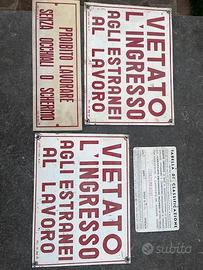 PROIBITO LAVORARE
SENZA OCCHIALI O SCHERMO
VIETATO
L'INGRESSO
AGLI ESTRANEI
AL LAVORO
VIETATO
L'INGRESSO
AGLI ESTRANEI
AL LAVORO
TABELLA DI CLASSIFICAZIONE
subito